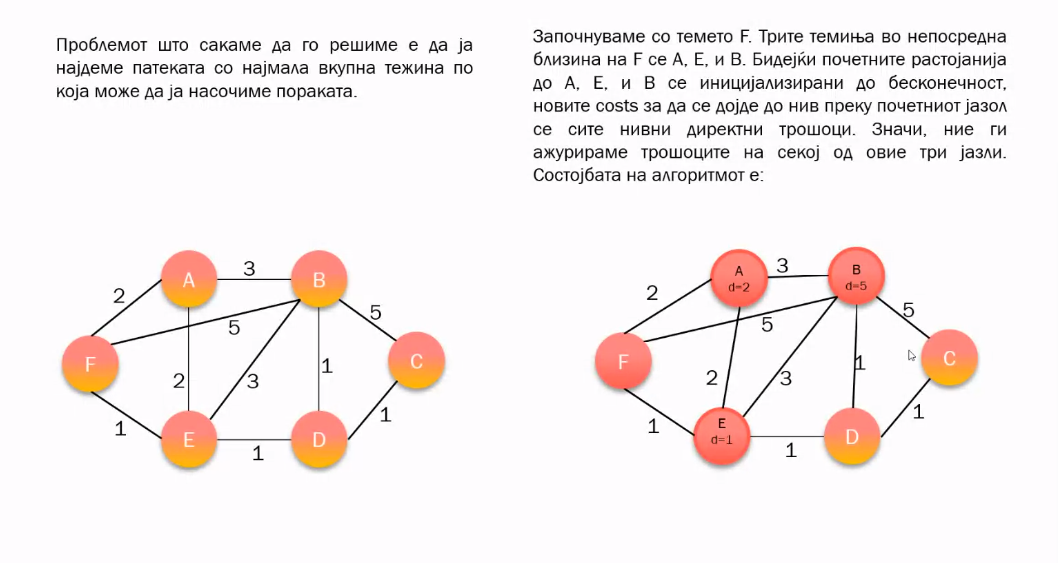 Проблемот што сакаме да го решиме е да ја
најдеме патеката со најмала вкупна тежина по
која може да ја насочиме пораката.
Започнуваме со темето F. Трите темиња во непосредна
близина на F се A, E, и B. Бидејќи почетните растојанија
до A, E, и B се иницијализирани до бесконечност,
новите costs за да се дојде до нив преку почетниот јазол
се сите нивни директни трошоци. Значи, ние ги
ажурираме трошоците на секој од овие три јазли.
Состојбата на алгоритмот е:
A
3
B
2
5
5
F
C
2
3
1
1
1
E
1
D
A
d=2
3
B
d=5
2
5
5
F
C
2
3
1
1
1
E
d=1
1
D